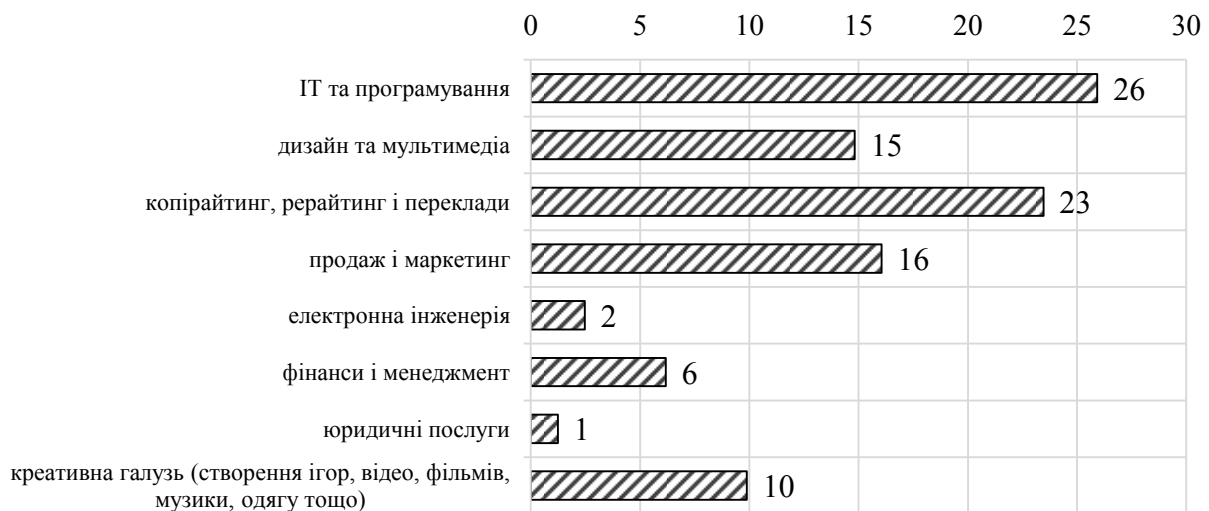 0 5 10 15 20 25 30
ІТ та програмування 26
дизайн та мультимедіа 15
копірайтинг, рерайтинг і переклади 23
продаж і маркетинг 16
електронна інженерія 2
фінанси і менеджмент 6
юридичні послуги 1
креативна галузь (створення ігор, відео, фільмів,
музики, одягу тощо) 10